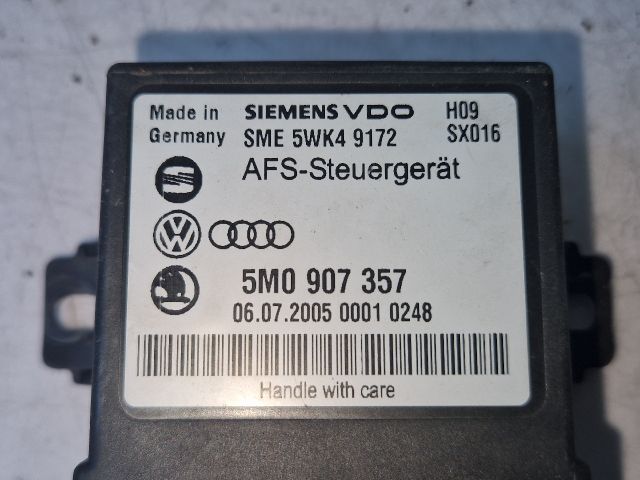 Made in SIEMENS VDO H09
Germany SME 5WK4 9172 SX016
AFS-Steuergerät
5M0 907 357
06.07.2005 0001 0248
Handle with care